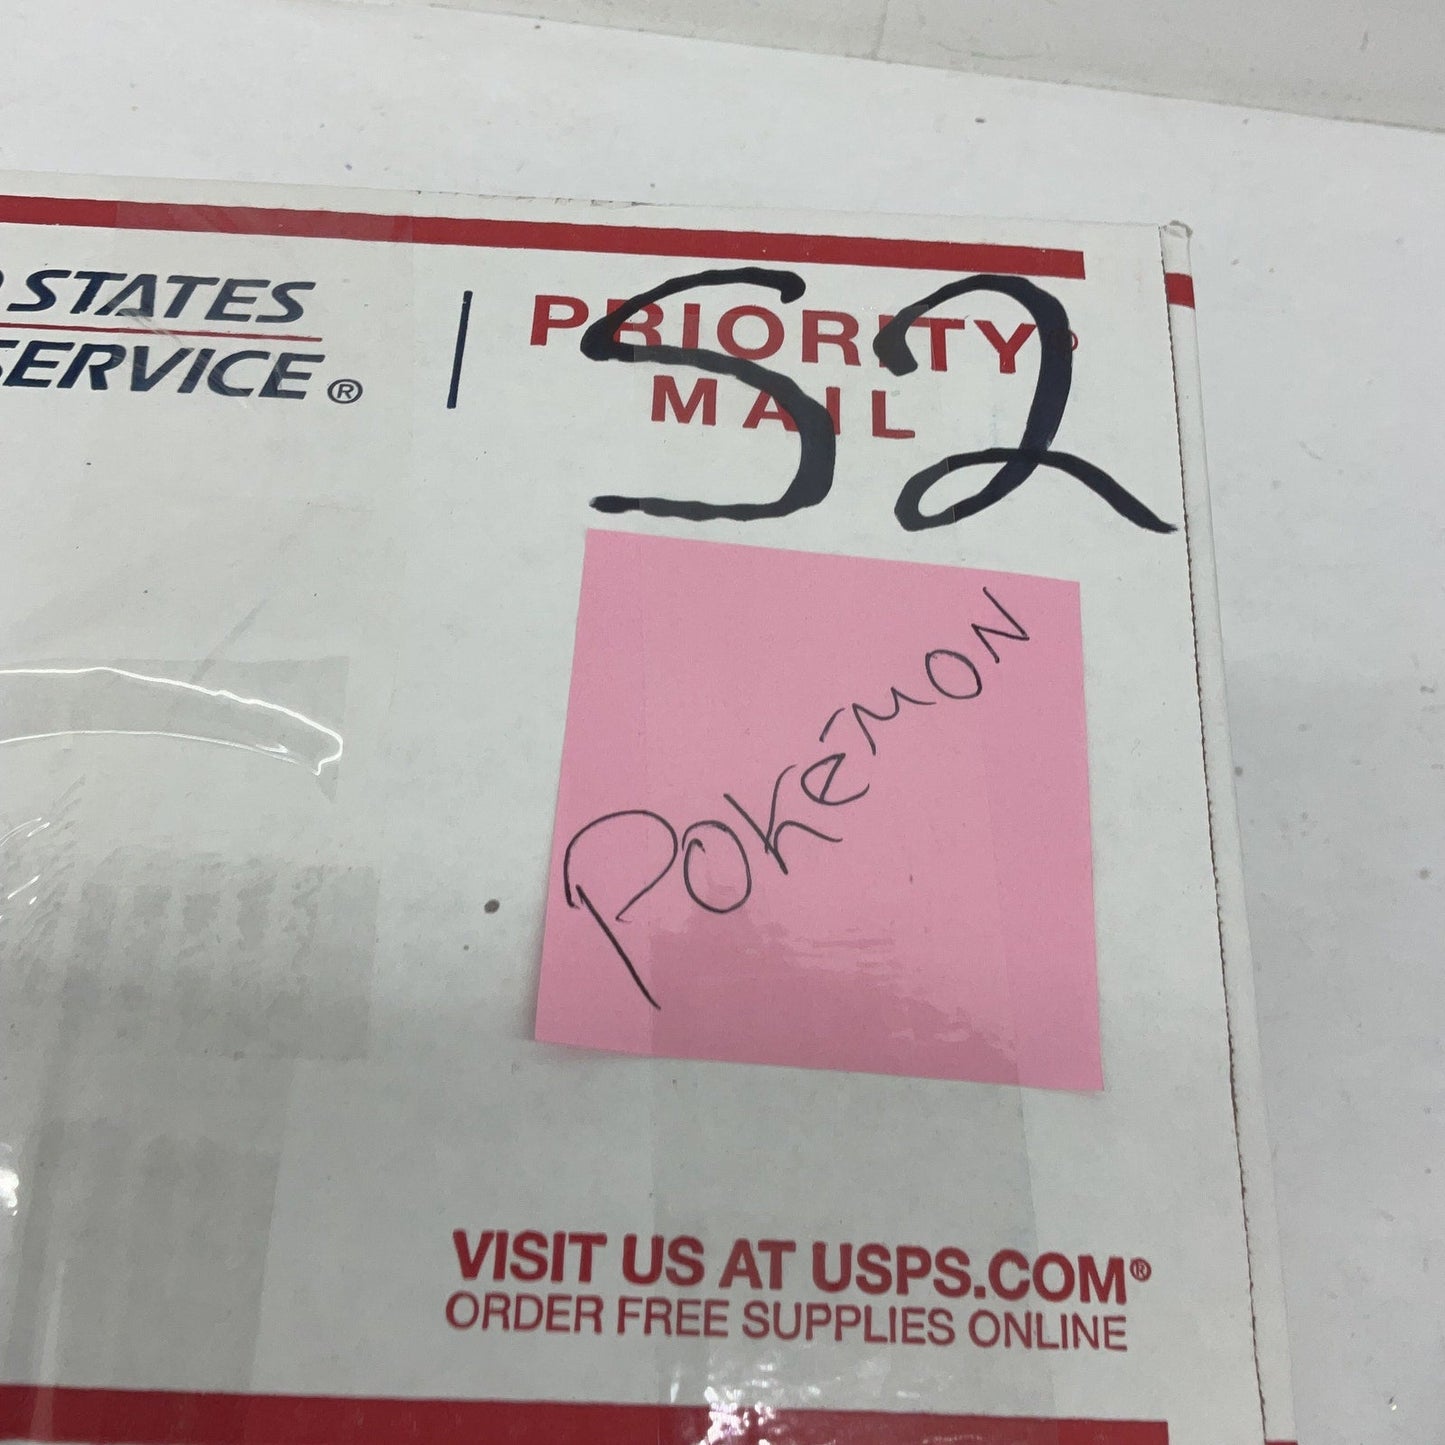 STATES
SERVICE®
PRIORITY®
MAIL
52
POKEMON
VISIT US AT USPS.COM®
ORDER FREE SUPPLIES ONLINE